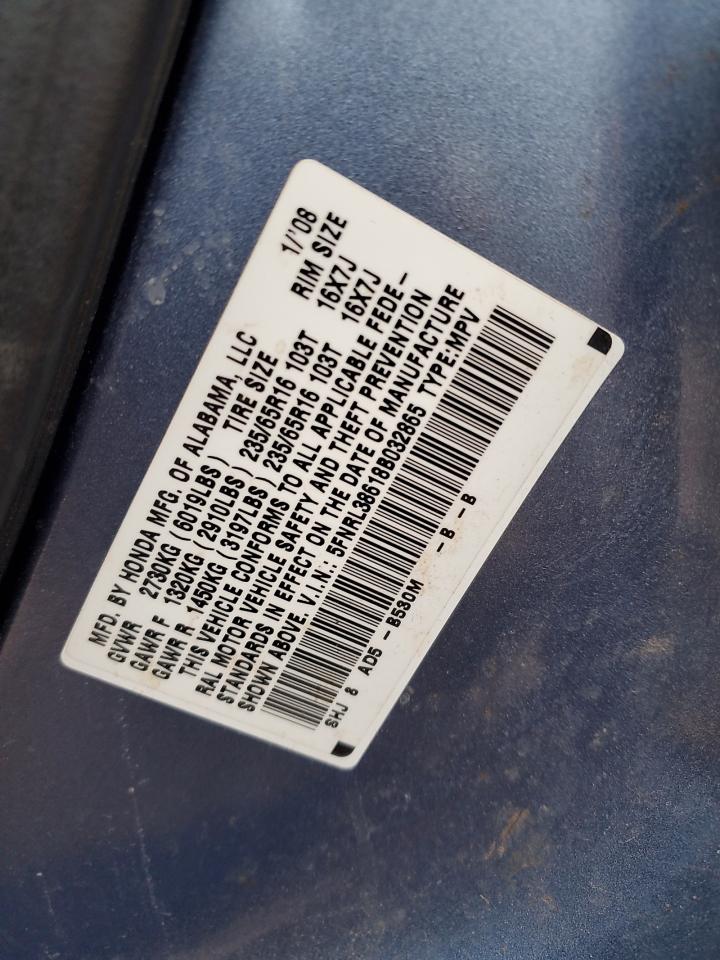 MFD. BY HONDA MFG. OF ALABAMA, LLC 1/'08
GVWR 2730KG ( 6019LBS ) TIRE SIZE RIM SIZE
GAWR F 1320KG ( 2910LBS ) 235/65R16 103T 16X7J
GAWR R 1450KG ( 3197LBS ) 235/65R16 103T 16X7J
THIS VEHICLE CONFORMS TO ALL APPLICABLE FEDE-
RAL MOTOR VEHICLE SAFETY AND THEFT PREVENTION
STANDARDS IN EFFECT ON THE DATE OF MANUFACTURE
SHOWN ABOVE. V.I.N.: 5FNRL38618B032865 TYPE:MPV
SHJ 8 AD5 - B530M - B - B